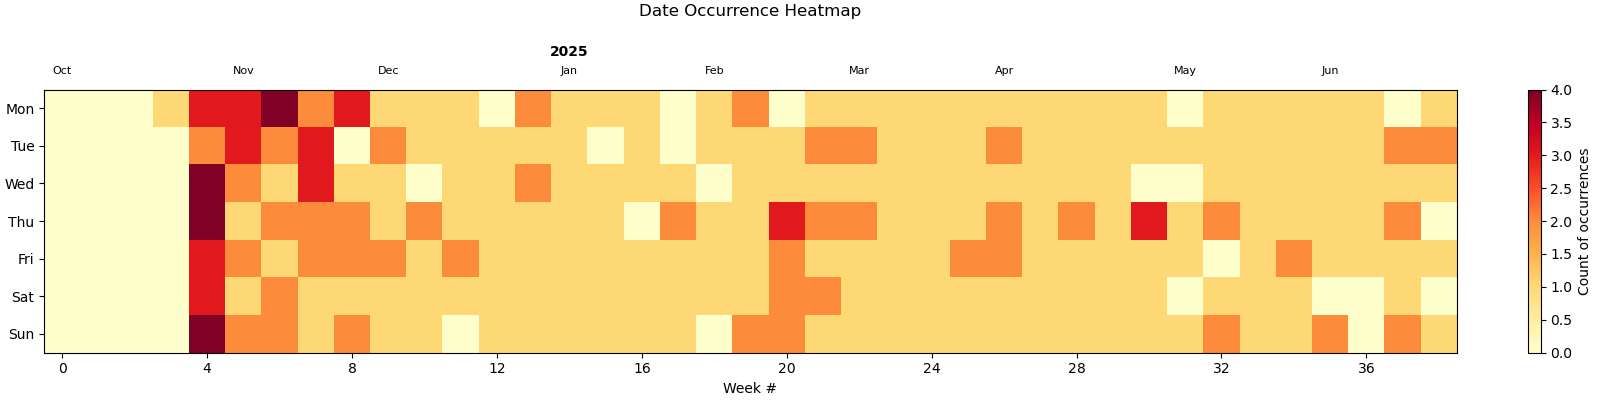 Date Occurrence Heatmap
2025
Oct Nov Dec Jan Feb Mar Apr May Jun
Mon
Tue
Wed
Thu
Fri
Sat
Sun
0 4 8 12 16 20 24 28 32 36
Week #
4.0
3.5
3.0
2.5
2.0
1.5
1.0
0.5
0.0
Count of occurrences